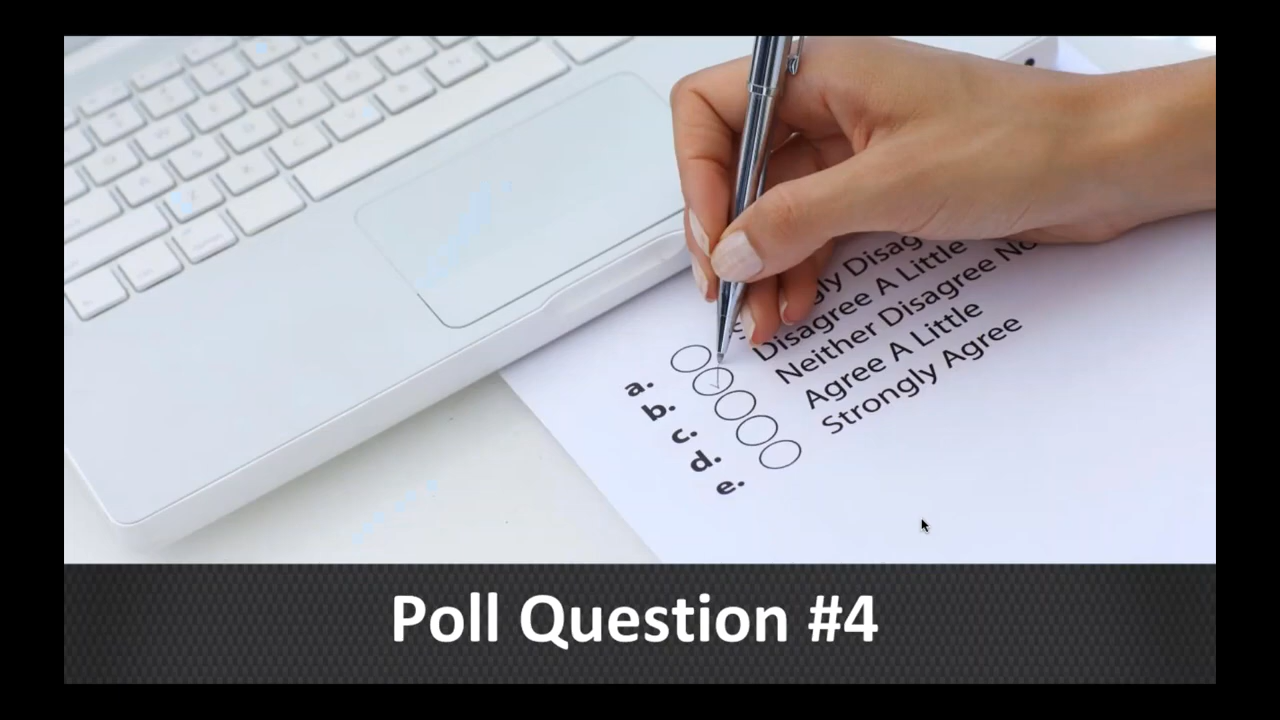 a.
b. Disagree A Little
c. Neither Disagree
d. Agree A Little
e. Strongly Agree
Poll Question #4